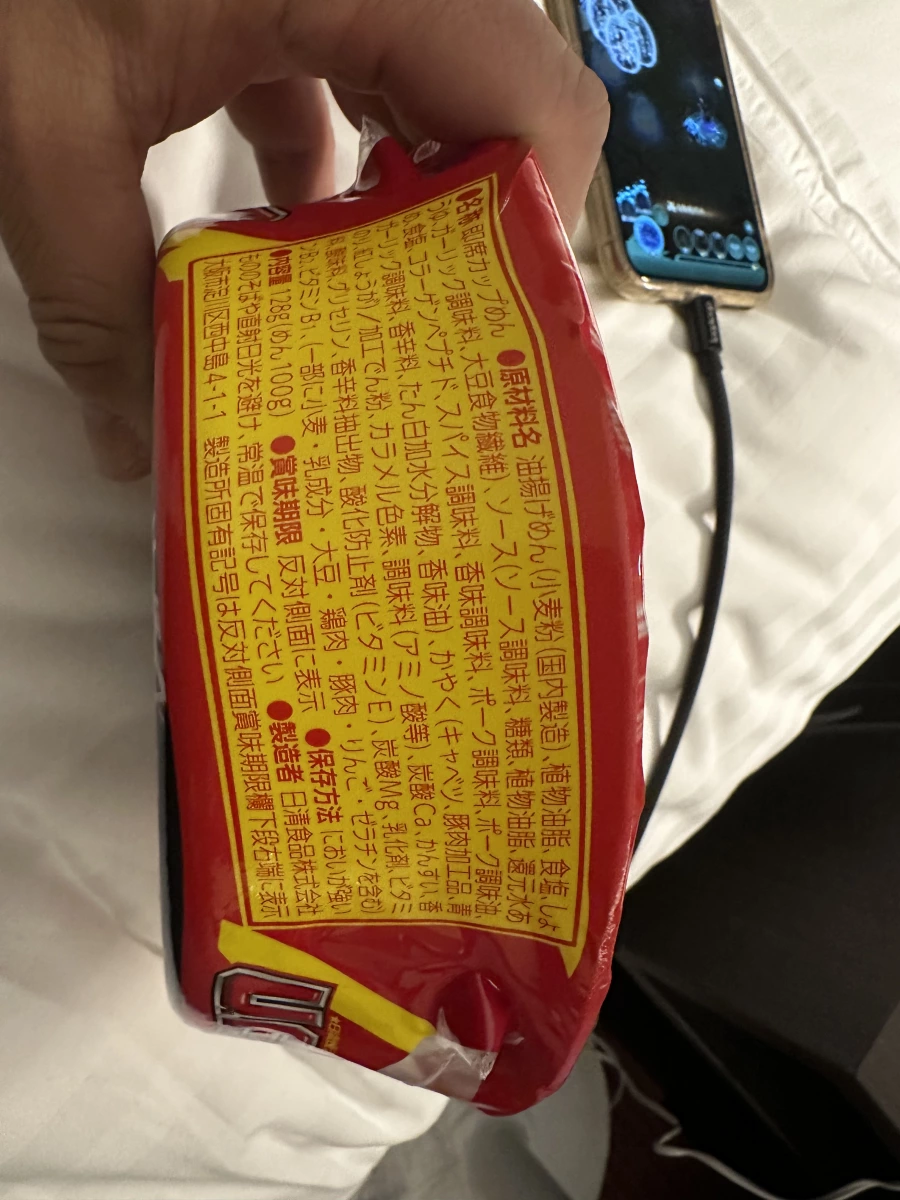 ●名称 即席カップめん ●原材料名 油揚げめん(小麦粉(国内製造)、植物油脂、食塩、しょ
うゆ、ガーリック調味料、大豆食物繊維)、ソース(ソース調味料、糖類、植物油脂、還元水あ
め、食塩、コラーゲンペプチド、スパイス調味料、香味調味料、ポーク調味料、ポーク調味油、
ガーリック調味料、香辛料、たん白加水分解物、香味油)、かやく(キャベツ、豚肉加工品、青
のり、紅しょうが)/加工でん粉、カラメル色素、調味料(アミノ酸等)、炭酸Ca、かんすい、香
料、酸味料、グリセリン、香辛料抽出物、酸化防止剤(ビタミンE)、炭酸Mg、乳化剤、ビタミ
ンB₂、ビタミンB₁、(一部に小麦・乳成分・大豆・鶏肉・豚肉・りんご・ゼラチンを含む)
●内容量 128g(めん100g) ●賞味期限 反対側面に表示 ●保存方法 においが強い
もののそばや直射日光を避け、常温で保存してください ●製造者 日清食品株式会社
大阪市淀川区西中島4-1-1 製造所固有記号は反対側面賞味期限欄下段右端に表示